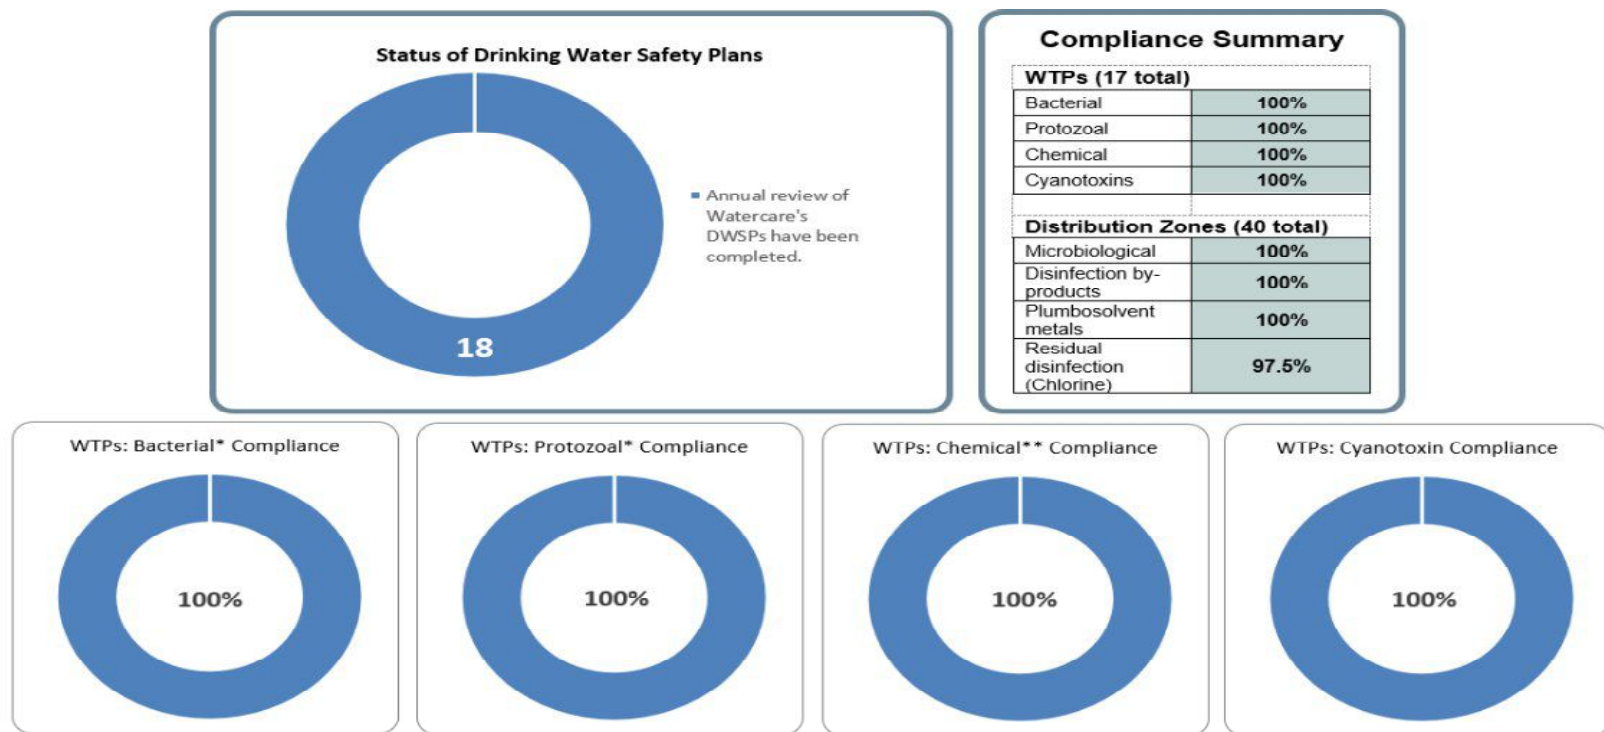 Status of Drinking Water Safety Plans
18
Annual review of
Watercare's
DWSPs have been
completed.
Compliance Summary
WTPs (17 total)
Bacterial 100%
Protozoal 100%
Chemical 100%
Cyanotoxins 100%
Distribution Zones (40 total)
Microbiological 100%
Disinfection by-
products 100%
Plumbosolvent
metals 100%
Residual
disinfection 97.5%
(Chlorine)
WTPs: Bacterial* Compliance
100%
WTPs: Protozoal* Compliance
100%
WTPs: Chemical** Compliance
100%
WTPs: Cyanotoxin Compliance
100%